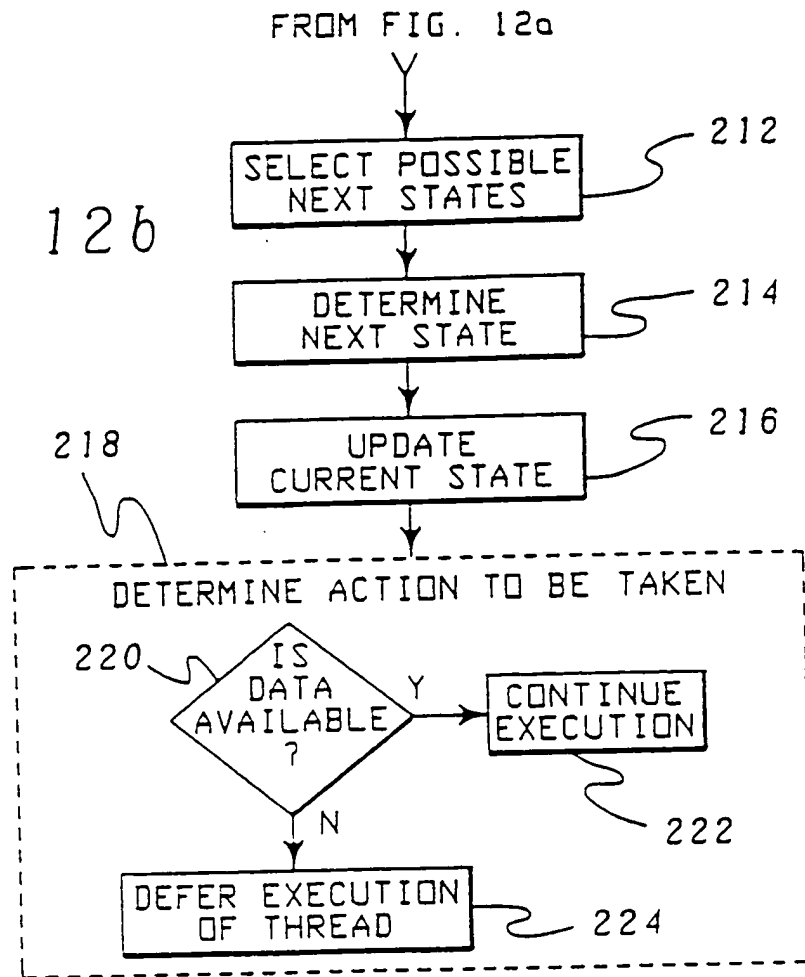 FROM FIG. 12a
212
SELECT POSSIBLE
NEXT STATES
12b
214
DETERMINE
NEXT STATE
216
218
UPDATE
CURRENT STATE
DETERMINE ACTION TO BE TAKEN
220
IS
DATA
AVAILABLE
?
Y
CONTINUE
EXECUTION
N
222
DEFER EXECUTION
OF THREAD
224